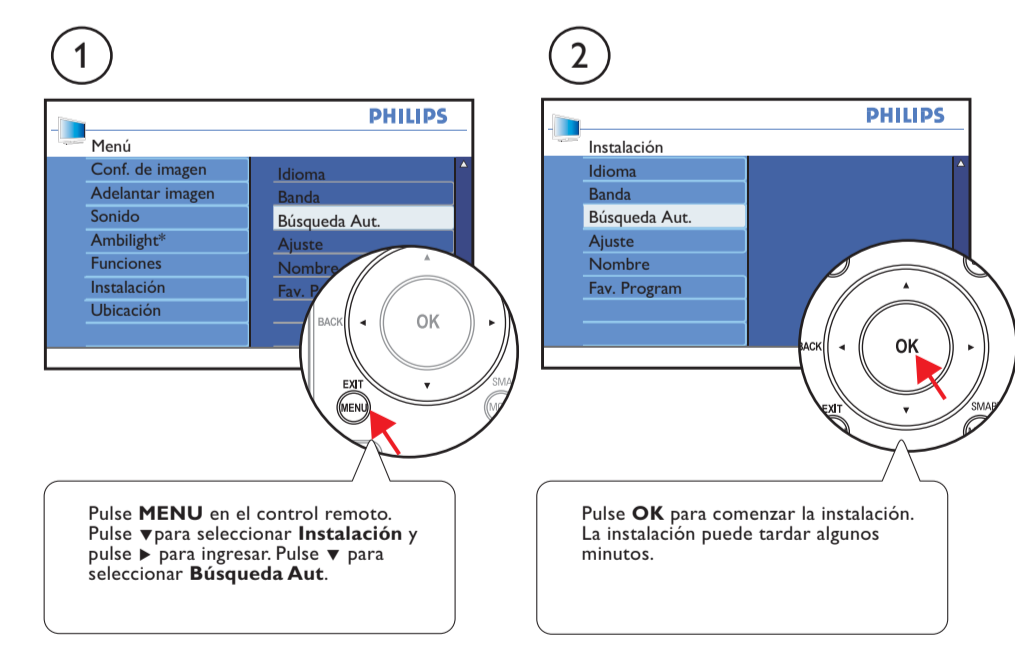 1
PHILIPS
Menú
Conf. de imagen
Adelantar imagen
Sonido
Ambilight*
Funciones
Instalación
Ubicación
Idioma
Banda
Búsqueda Aut.
Ajuste
Nombre
Fav. P
BACK
OK
EXIT
MENU
SMA
Pulse MENU en el control remoto.
Pulse ▼para seleccionar Instalación y
pulse ► para ingresar. Pulse ▼ para
seleccionar Búsqueda Aut.
2
PHILIPS
Instalación
Idioma
Banda
Búsqueda Aut.
Ajuste
Nombre
Fav. Program
BACK
OK
EXIT
SMAR
Pulse OK para comenzar la instalación.
La instalación puede tardar algunos
minutos.